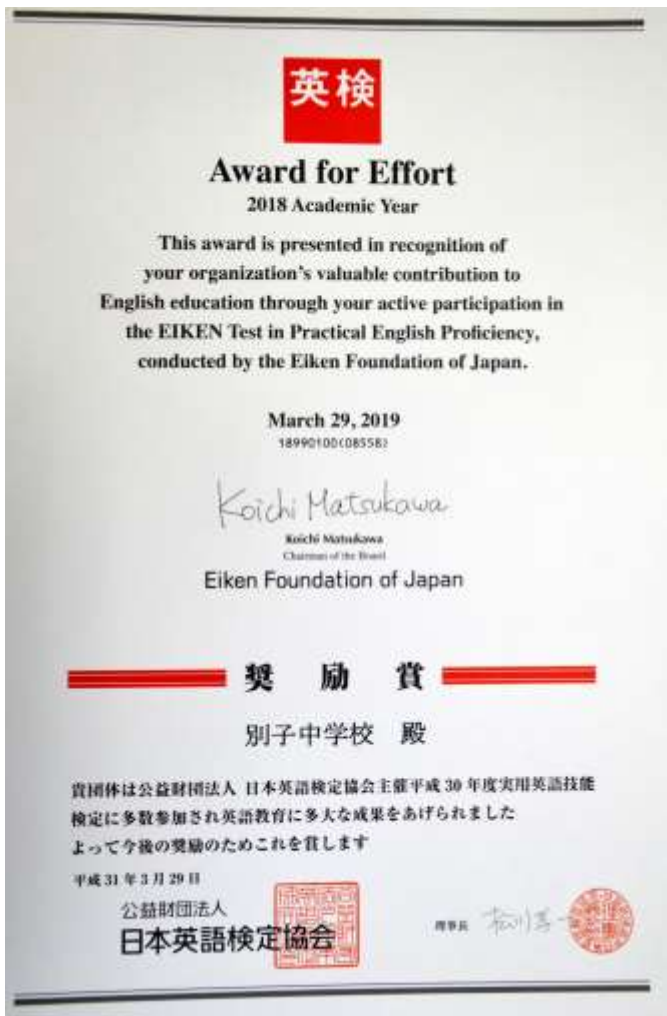 英検
Award for Effort
2018 Academic Year
This award is presented in recognition of
your organization's valuable contribution to
English education through your active participation in
the EIKEN Test in Practical English Proficiency,
conducted by the Eiken Foundation of Japan.
March 29, 2019
18990100(08558)
Koichi Matsukawa
Koichi Matsukawa
Chairman of the Board
Eiken Foundation of Japan
奨励賞
別子中学校 殿
貴団体は公益財団法人 日本英語検定協会主催平成 30 年度実用英語技能
検定に多数参加され英語教育に多大な成果をあげられました
よって今後の奨励のためこれを賞します
平成 31 年 3 月 29 日
公益財団法人
日本英語検定協会
理事長 松川孝一